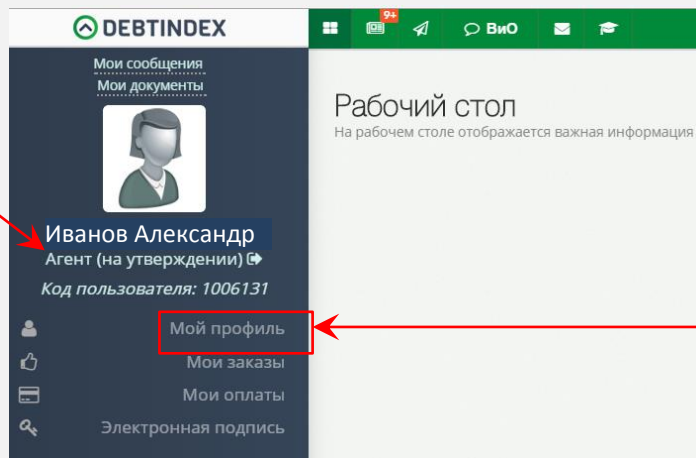 DEBTINDEX
9+
ВиО
Мои сообщения
Мои документы
Иванов Александр
Агент (на утверждении)
Код пользователя: 1006131
Мой профиль
Мои заказы
Мои оплаты
Электронная подпись
Рабочий стол
На рабочем столе отображается важная информация